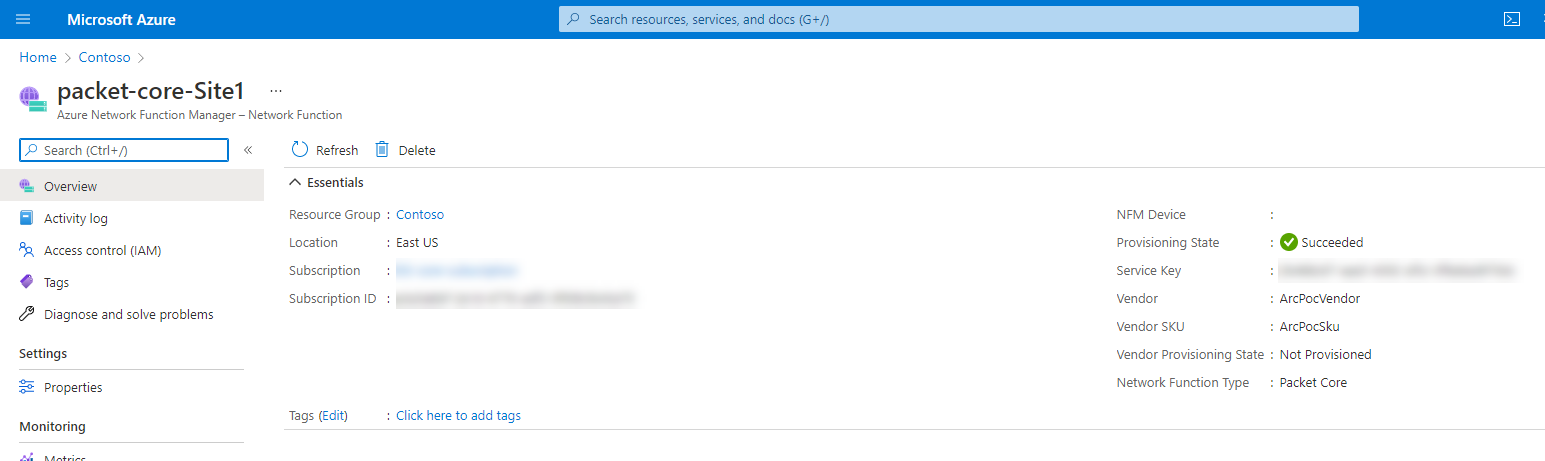 Microsoft Azure
Search resources, services, and docs (G+/)
Home > Contoso >
packet-core-Site1 ...
Azure Network Function Manager – Network Function
Search (Ctrl+/) «
Overview
Activity log
Access control (IAM)
Tags
Diagnose and solve problems
Settings
Properties
Monitoring
Metrics
Refresh Delete
Essentials
Resource Group : Contoso
Location : East US
Subscription :
Subscription ID :
NFM Device :
Provisioning State : Succeeded
Service Key :
Vendor : ArcPocVendor
Vendor SKU : ArcPocSku
Vendor Provisioning State : Not Provisioned
Network Function Type : Packet Core
Tags (Edit) : Click here to add tags